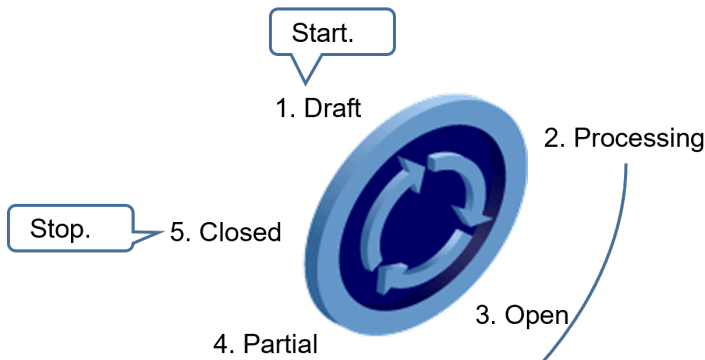 Start.
1. Draft
2. Processing
Stop.
5. Closed
3. Open
4. Partial